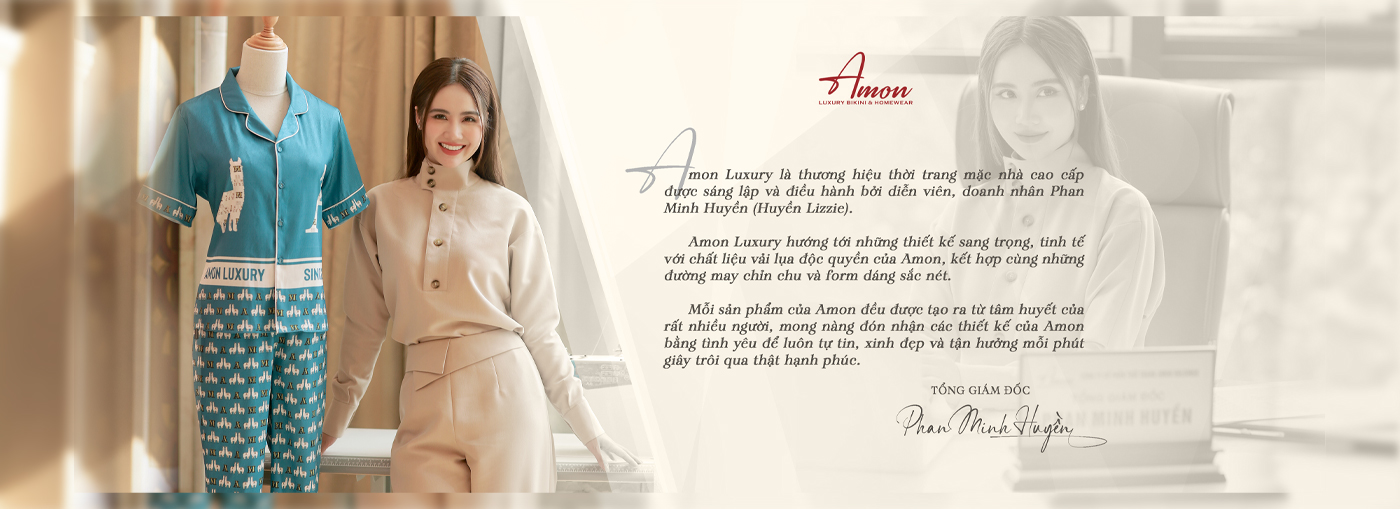 AMON LUXURY SINC
Amon
LUXURY BIKINI & HOMEWEAR
Amon Luxury là thương hiệu thời trang mặc nhà cao cấp
được sáng lập và điều hành bởi diễn viên, doanh nhân Phan
Minh Huyền (Huyền Lizzie).
Amon Luxury hướng tới những thiết kế sang trọng, tinh tế
với chất liệu vải lụa độc quyền của Amon, kết hợp cùng những
đường may chỉn chu và form dáng sắc nét.
Mỗi sản phẩm của Amon đều được tạo ra từ tâm huyết của
rất nhiều người, mong nàng đón nhận các thiết kế của Amon
bằng tình yêu để luôn tự tin, xinh đẹp và tận hưởng mỗi phút
giây trôi qua thật hạnh phúc.
TỔNG GIÁM ĐỐC
Phan Minh Huyền
TỔNG GIÁM ĐỐC
PHAN MINH HUYỀN